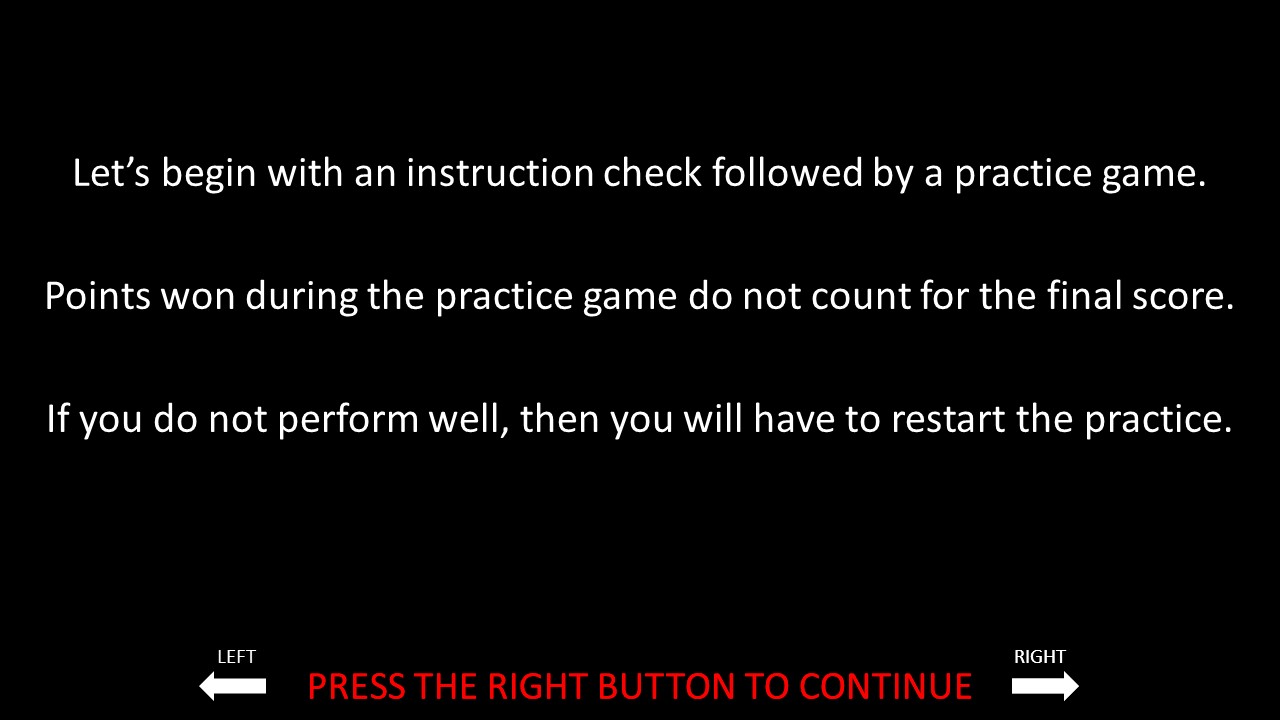 Let’s begin with an instruction check followed by a practice game.
Points won during the practice game do not count for the final score.
If you do not perform well, then you will have to restart the practice.
LEFT
RIGHT
PRESS THE RIGHT BUTTON TO CONTINUE